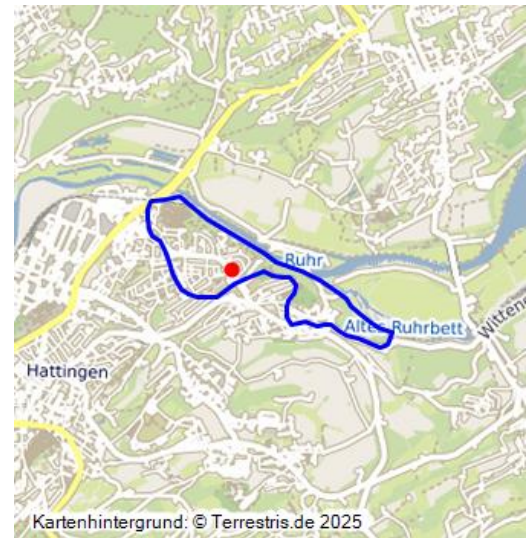 Ruhr
Altes Ruhrbett
Witten
Hattingen
Kartenhintergrund: © Terrestris.de 2025